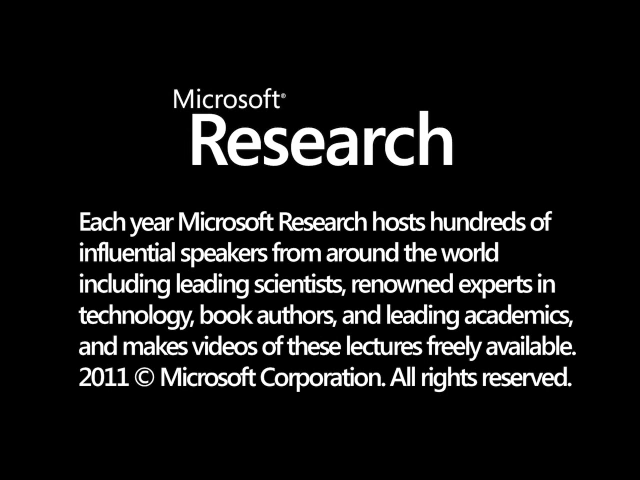 Microsoft®
Research
Each year Microsoft Research hosts hundreds of
influential speakers from around the world
including leading scientists, renowned experts in
technology, book authors, and leading academics,
and makes videos of these lectures freely available.
2011 © Microsoft Corporation. All rights reserved.